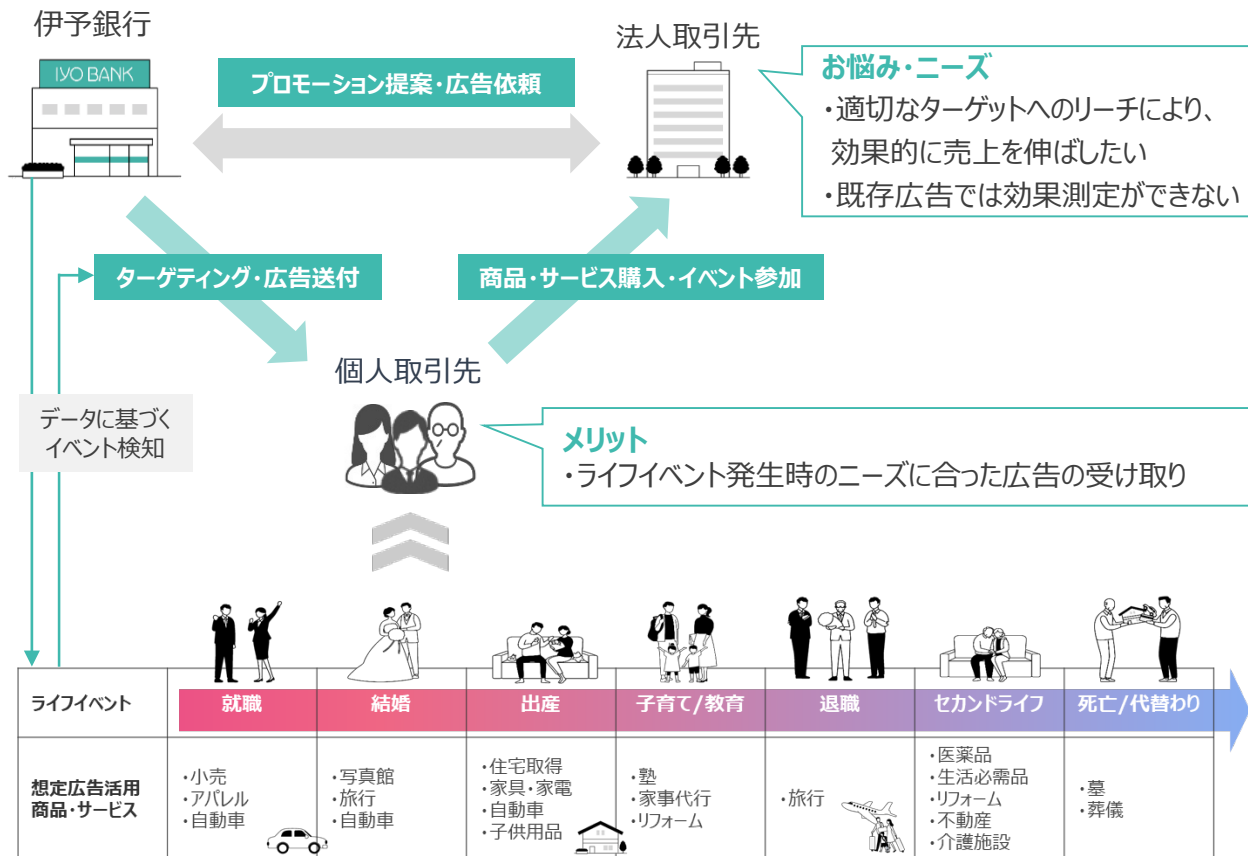 伊予銀行
IYO BANK
法人取引先
プロモーション提案・広告依頼
お悩み・ニーズ
・適切なターゲットへのリーチにより、
効果的に売上を伸ばしたい
・既存広告では効果測定ができない
ターゲティング・広告送付
商品・サービス購入・イベント参加
個人取引先
データに基づく
イベント検知
メリット
・ライフイベント発生時のニーズに合った広告の受け取り
ライフイベント
就職
結婚
出産
子育て/教育
退職
セカンドライフ
死亡/代替わり
想定広告活用
商品・サービス
・小売
・アパレル
・自動車
・写真館
・旅行
・自動車
・住宅取得
・家具・家電
・自動車
・子供用品
・塾
・家事代行
・リフォーム
・旅行
・医薬品
・生活必需品
・リフォーム
・不動産
・介護施設
・墓
・葬儀